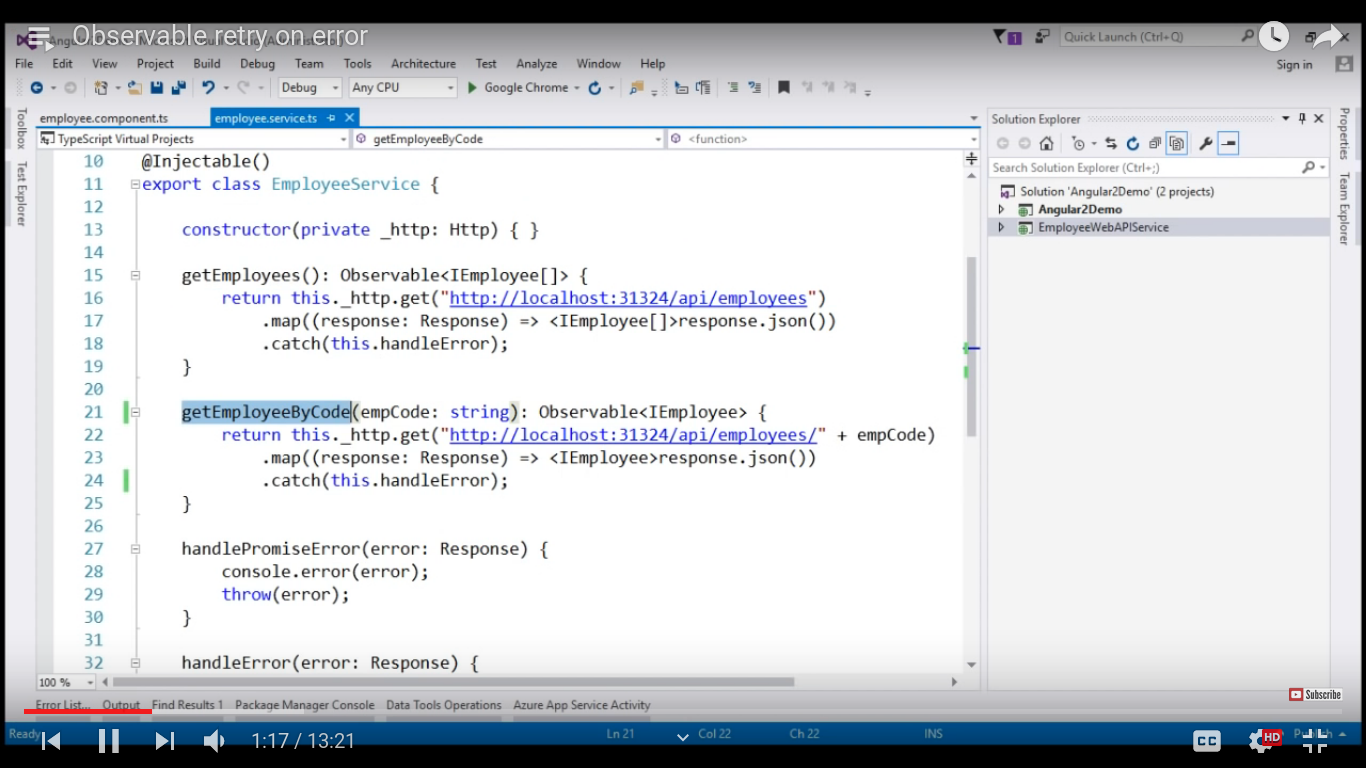 Observable retry on error
Quick Launch (Ctrl+Q)
File Edit View Project Build Debug Team Tools Architecture Test Analyze Window Help
Sign in
Debug Any CPU Google Chrome
employee.component.ts employee.service.ts
TypeScript Virtual Projects getEmployeeByCode <function>
Toolbox
Test Explorer
10 @Injectable()
11 export class EmployeeService {
12
13 constructor(private _http: Http) { }
14
15 getEmployees(): Observable<IEmployee[]> {
16 return this._http.get("http://localhost:31324/api/employees")
17 .map((response: Response) => <IEmployee[]>response.json())
18 .catch(this.handleError);
19 }
20
21 getEmployeeByCode(empCode: string): Observable<IEmployee> {
22 return this._http.get("http://localhost:31324/api/employees/" + empCode)
23 .map((response: Response) => <IEmployee>response.json())
24 .catch(this.handleError);
25 }
26
27 handlePromiseError(error: Response) {
28 console.error(error);
29 throw(error);
30 }
31
32 handleError(error: Response) {
100 %
Solution Explorer
Search Solution Explorer (Ctrl+;)
Solution 'Angular2Demo' (2 projects)
Angular2Demo
EmployeeWebAPIService
Properties
Team Explorer
Subscribe
Error List... Output Find Results 1 Package Manager Console Data Tools Operations Azure App Service Activity
Ready Ln 21 Col 22 Ch 22 INS Publish
1:17 / 13:21
CC HD